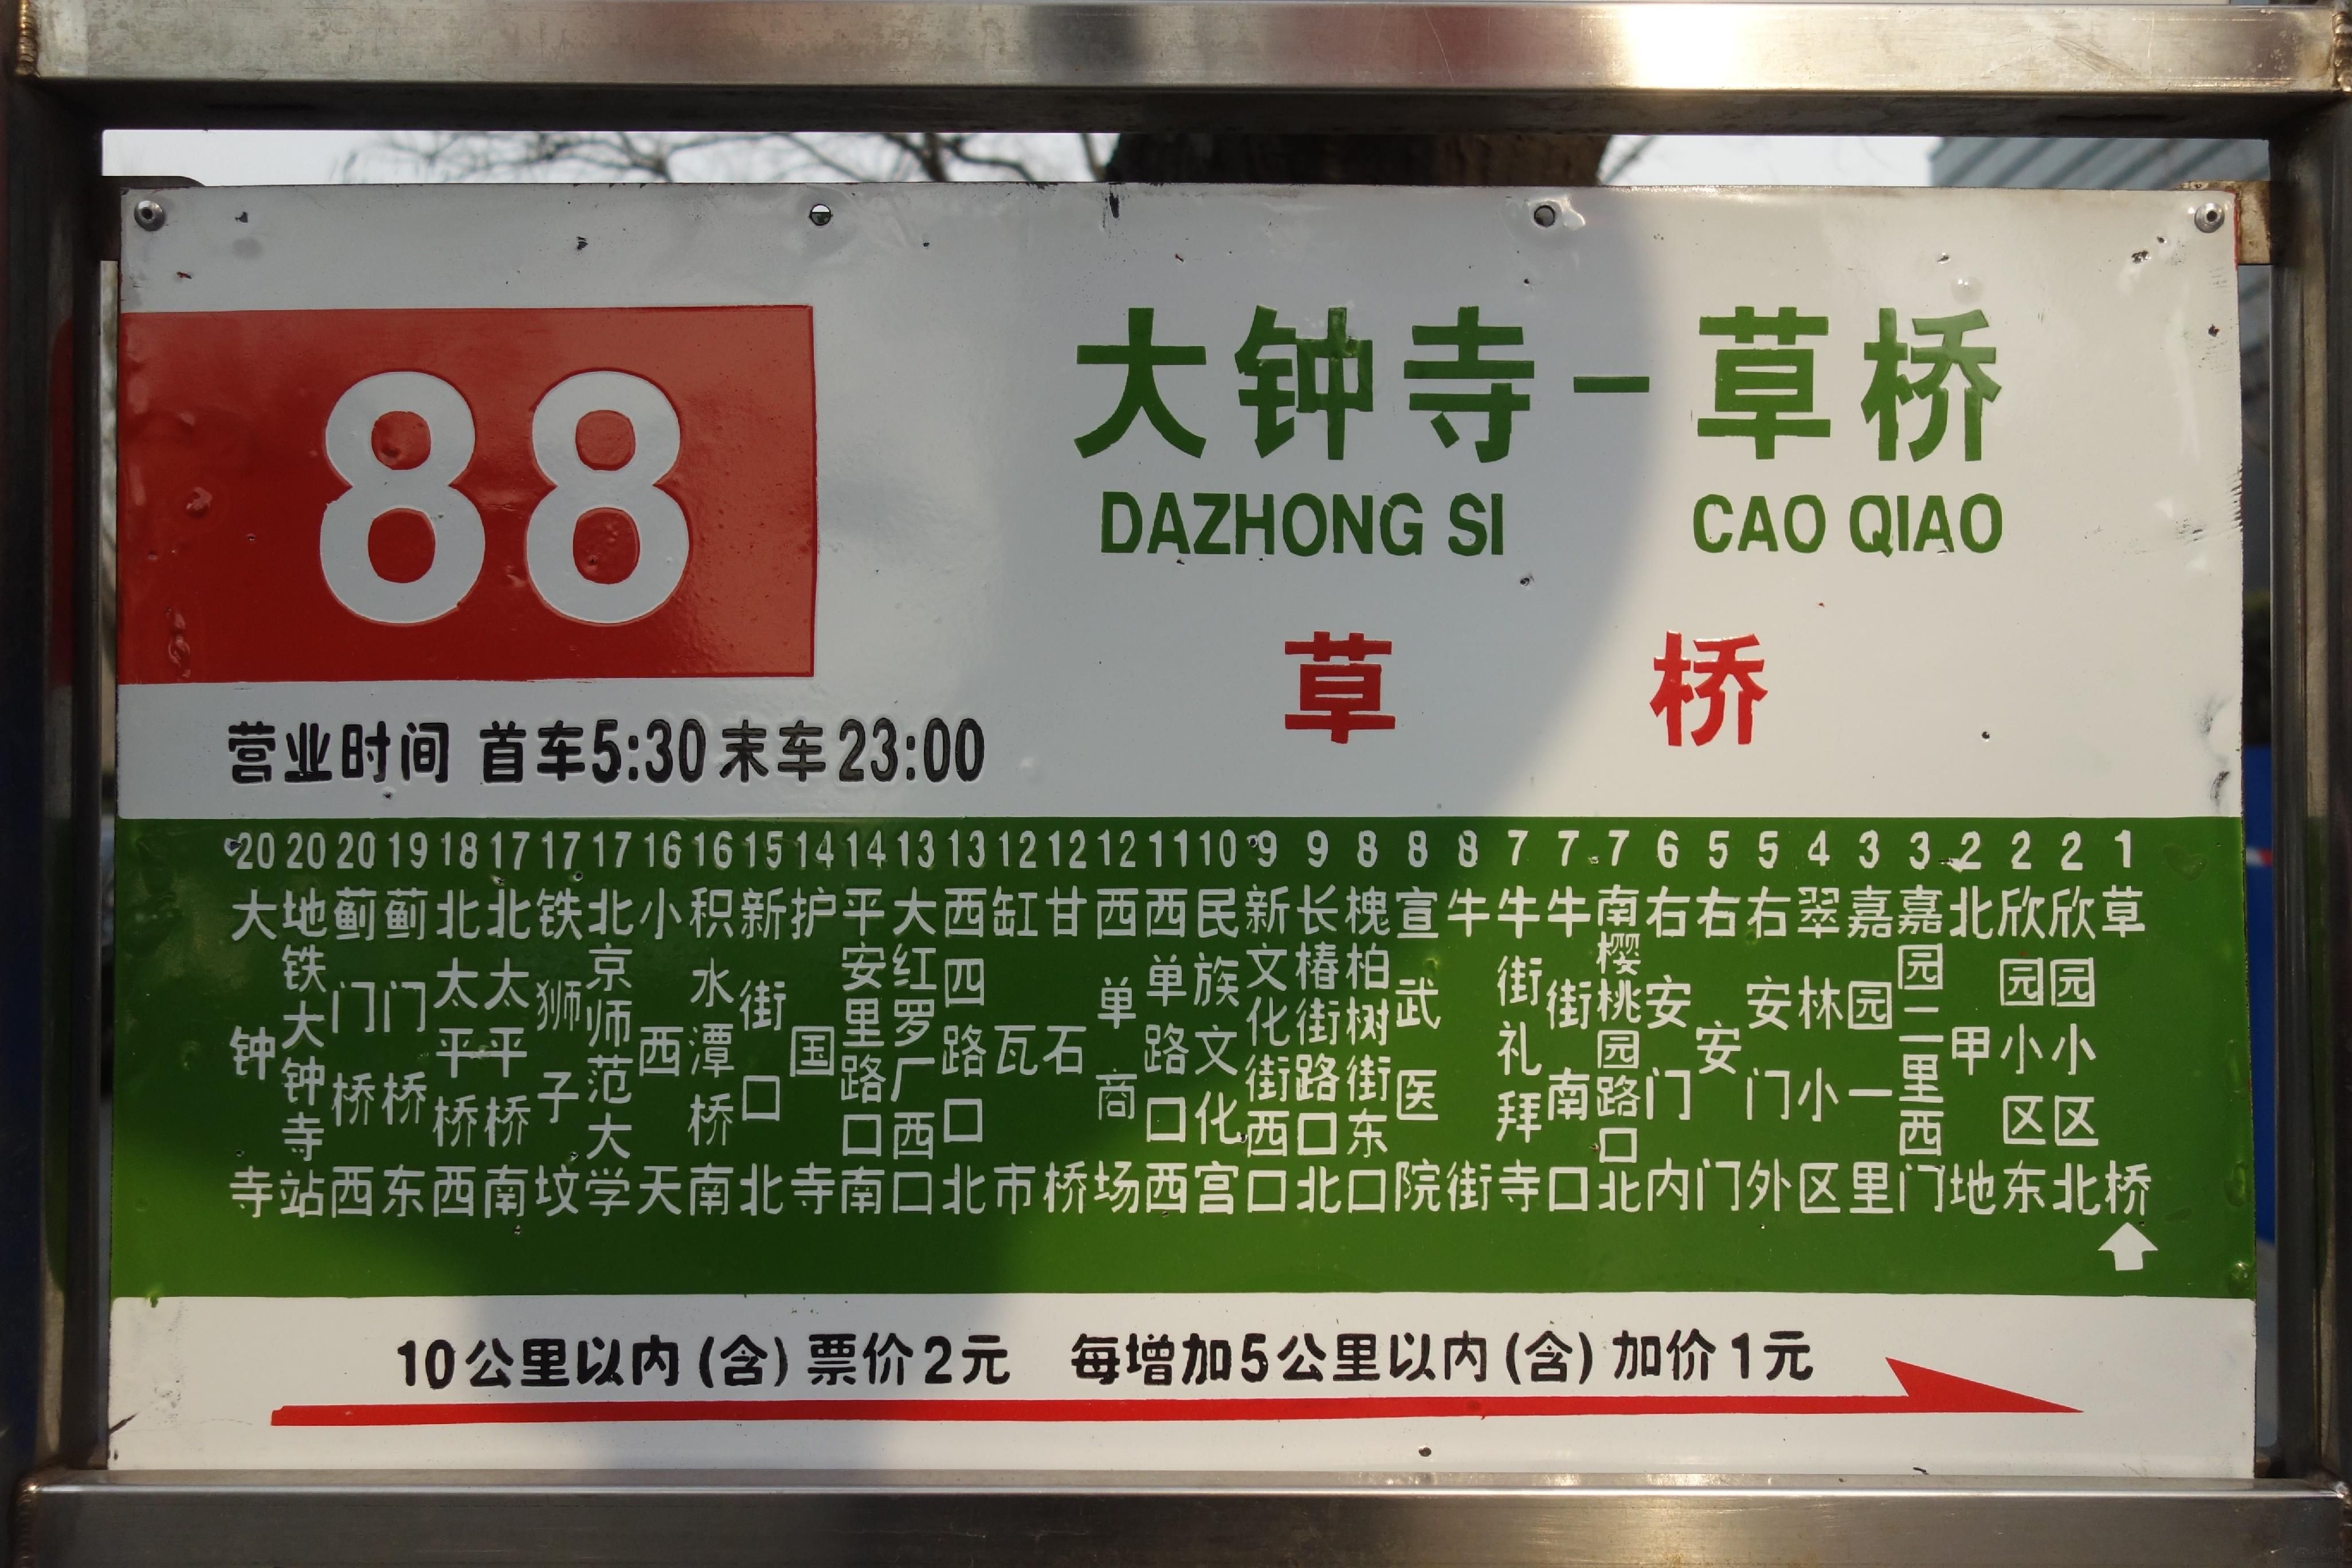 88
大钟寺-草桥
DAZHONG SI CAO QIAO
草桥
营业时间 首车5:30末车23:00
20 20 20 19 18 17 17 17 16 16 15 14 14 13 13 12 12 12 11 10 9 9 8 8 8 7 7 7 6 5 5 4 3 3 2 2 2 1
大钟寺
地铁大钟寺站
蓟门桥西
蓟门桥东
北太平桥西
北太平桥南
铁狮子坟
北京师范大学
小西天
积水潭桥南
新街口北
护国寺
平安里路口南
大红罗厂西口
西四路口北
缸瓦市
甘石桥
西单商场
西单路口西
民族文化宫
新文化街西口
长椿街路口北
槐柏树街东口
宣武医院
牛街
牛街礼拜寺
牛街南口
南樱桃园路口北
右安门内
右安门
右安门外
翠林小区
嘉园一里
嘉园二里西门
北甲地
欣园小区东
欣园小区北
草桥
10公里以内(含)票价2元 每增加5公里以内(含)加价1元